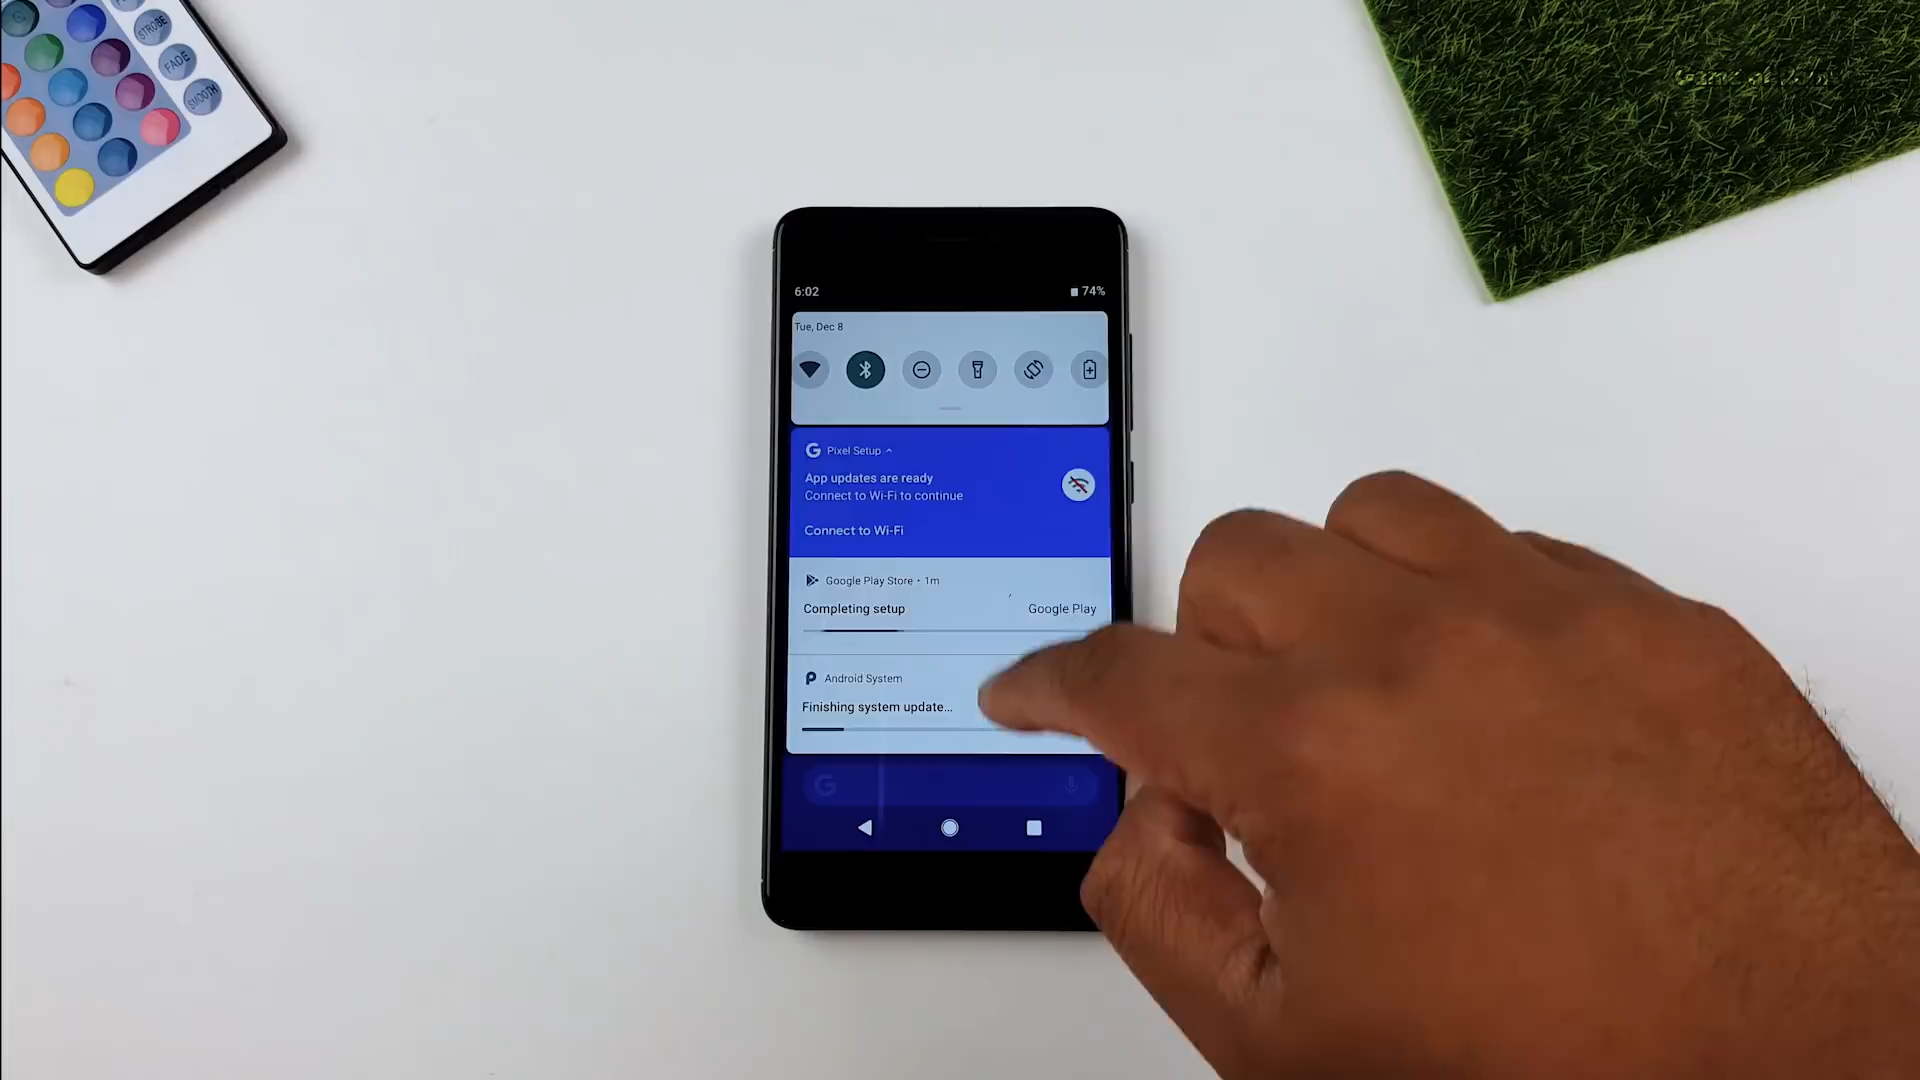 STROBE
FADE
SMOOTH
6:02
74%
Tue, Dec 8
Pixel Setup
App updates are ready
Connect to Wi-Fi to continue
Connect to Wi-Fi
Google Play Store • 1m
Completing setup
Google Play
Android System
Finishing system update...